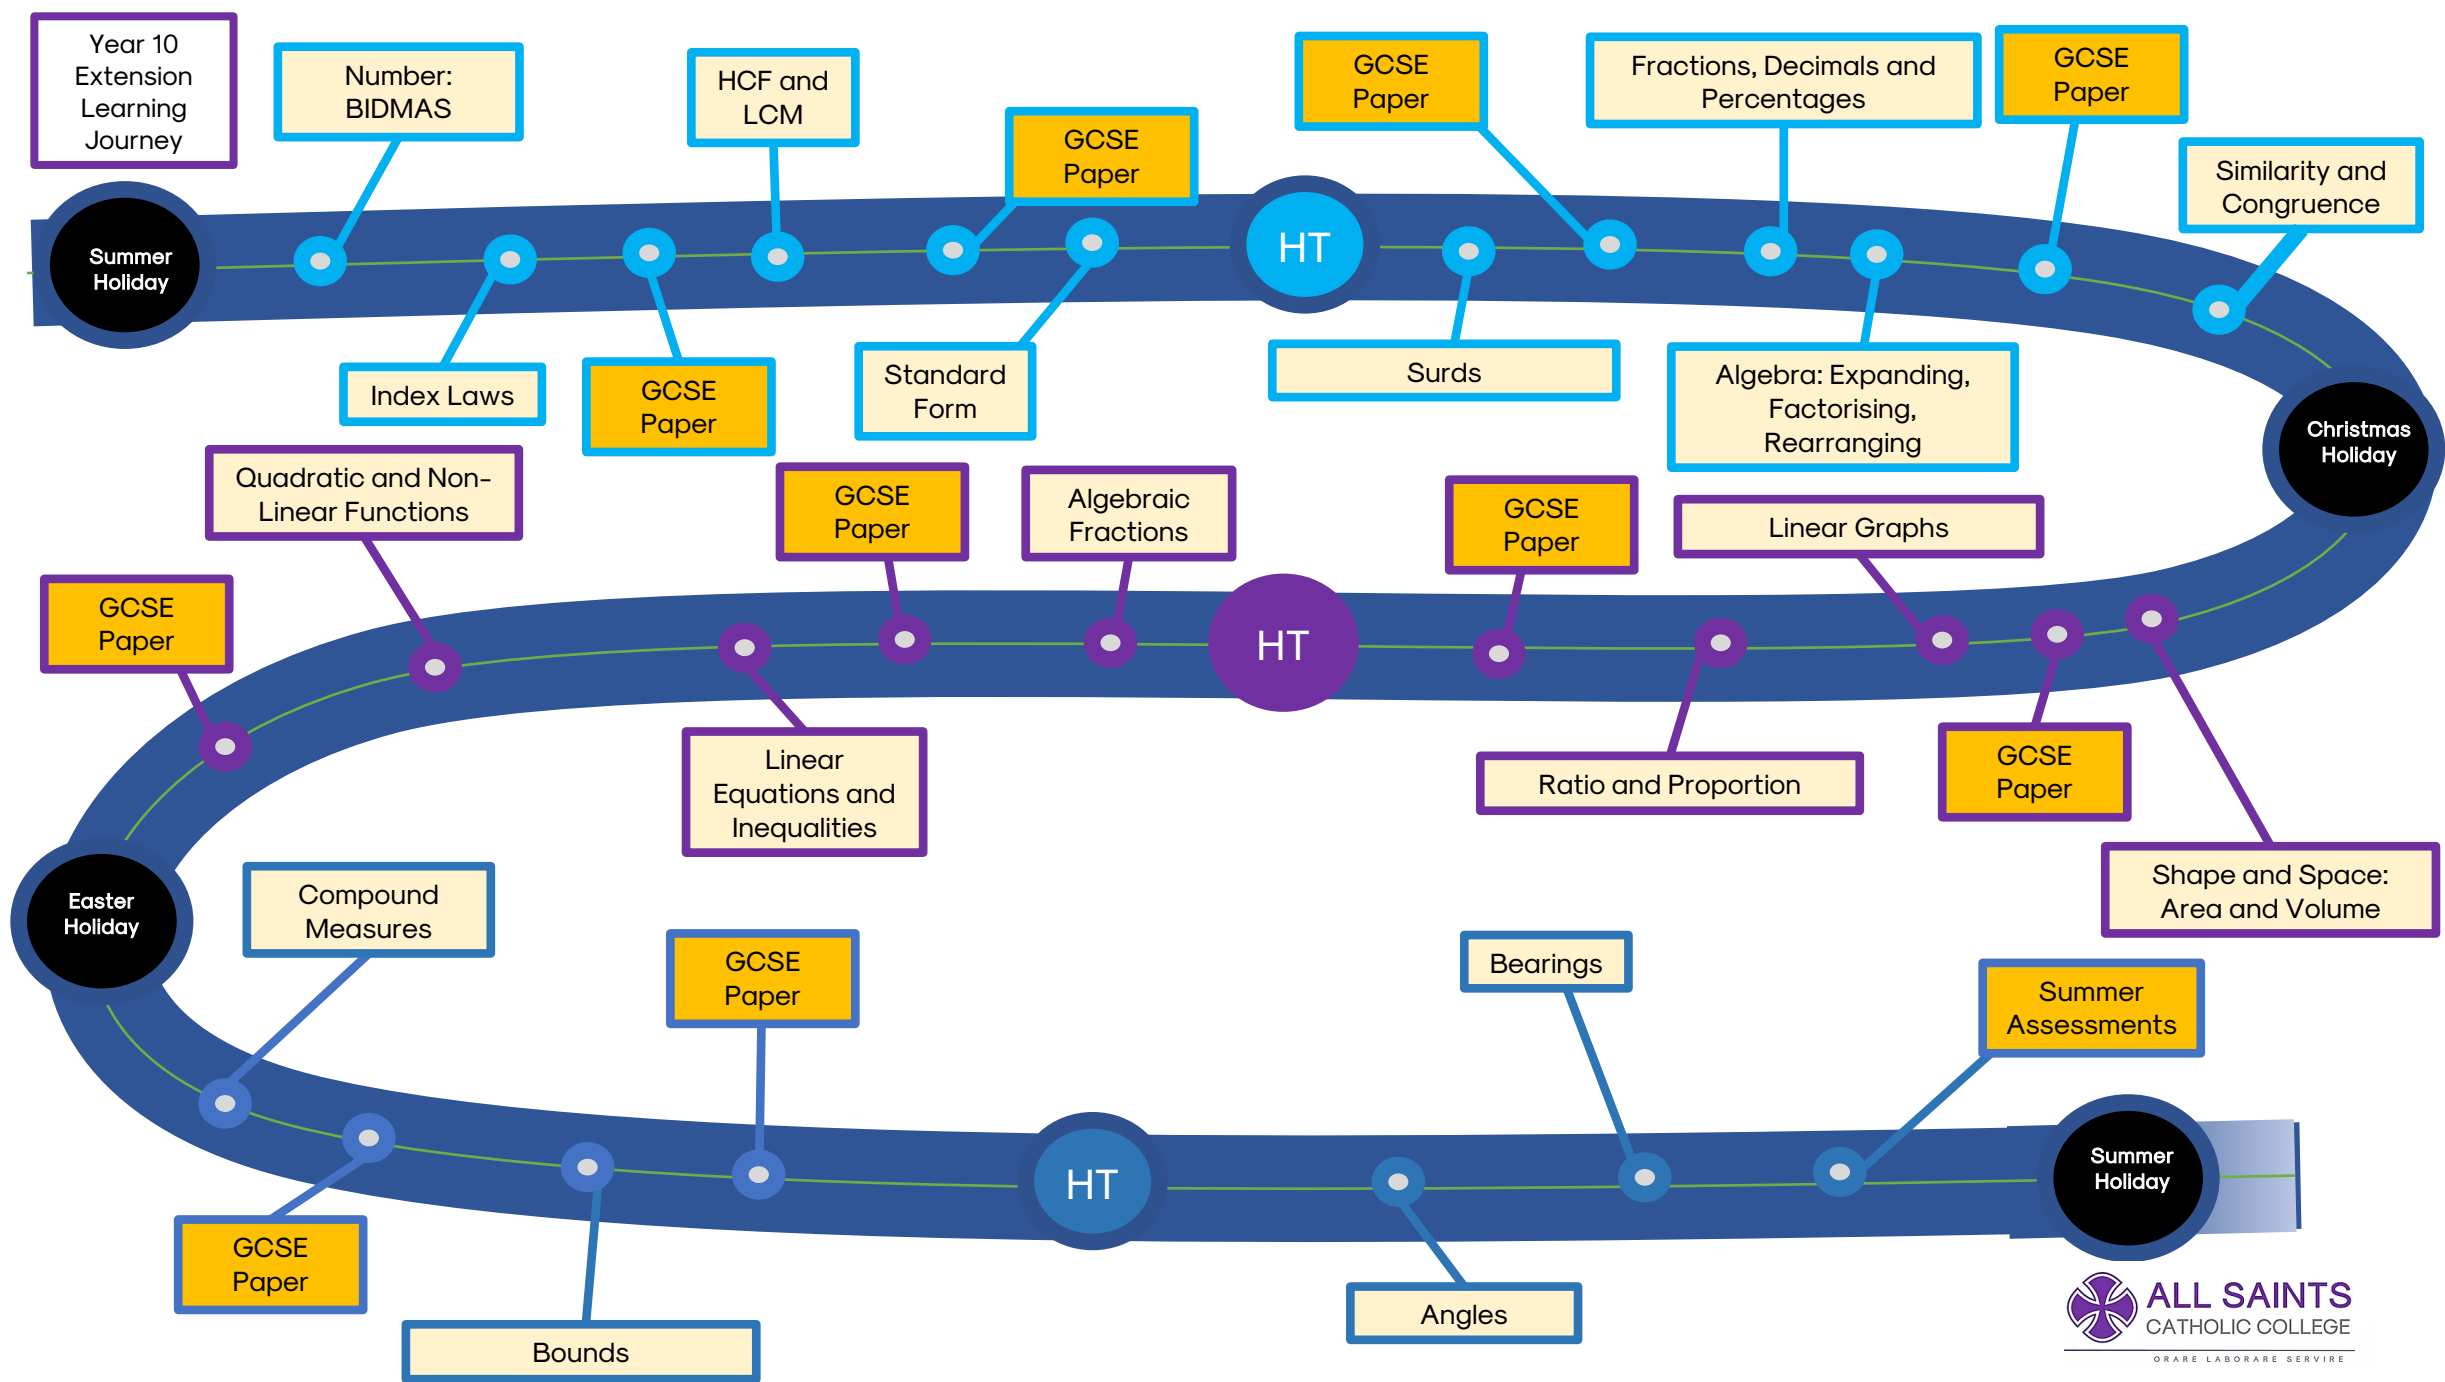 Year 10
Extension
Learning
Journey
Summer
Holiday
Number:
BIDMAS
Index Laws
GCSE
Paper
HCF and
LCM
GCSE
Paper
Standard
Form
HT
Surds
GCSE
Paper
Fractions, Decimals and
Percentages
Algebra: Expanding,
Factorising,
Rearranging
GCSE
Paper
Similarity and
Congruence
Christmas
Holiday
Shape and Space:
Area and Volume
GCSE
Paper
Linear Graphs
Ratio and Proportion
GCSE
Paper
HT
Algebraic
Fractions
GCSE
Paper
Linear
Equations and
Inequalities
Quadratic and Non-
Linear Functions
GCSE
Paper
Easter
Holiday
Compound
Measures
GCSE
Paper
Bounds
GCSE
Paper
HT
Angles
Bearings
Summer
Assessments
Summer
Holiday
ALL SAINTS
CATHOLIC COLLEGE
ORARE LABORARE SERVIRE